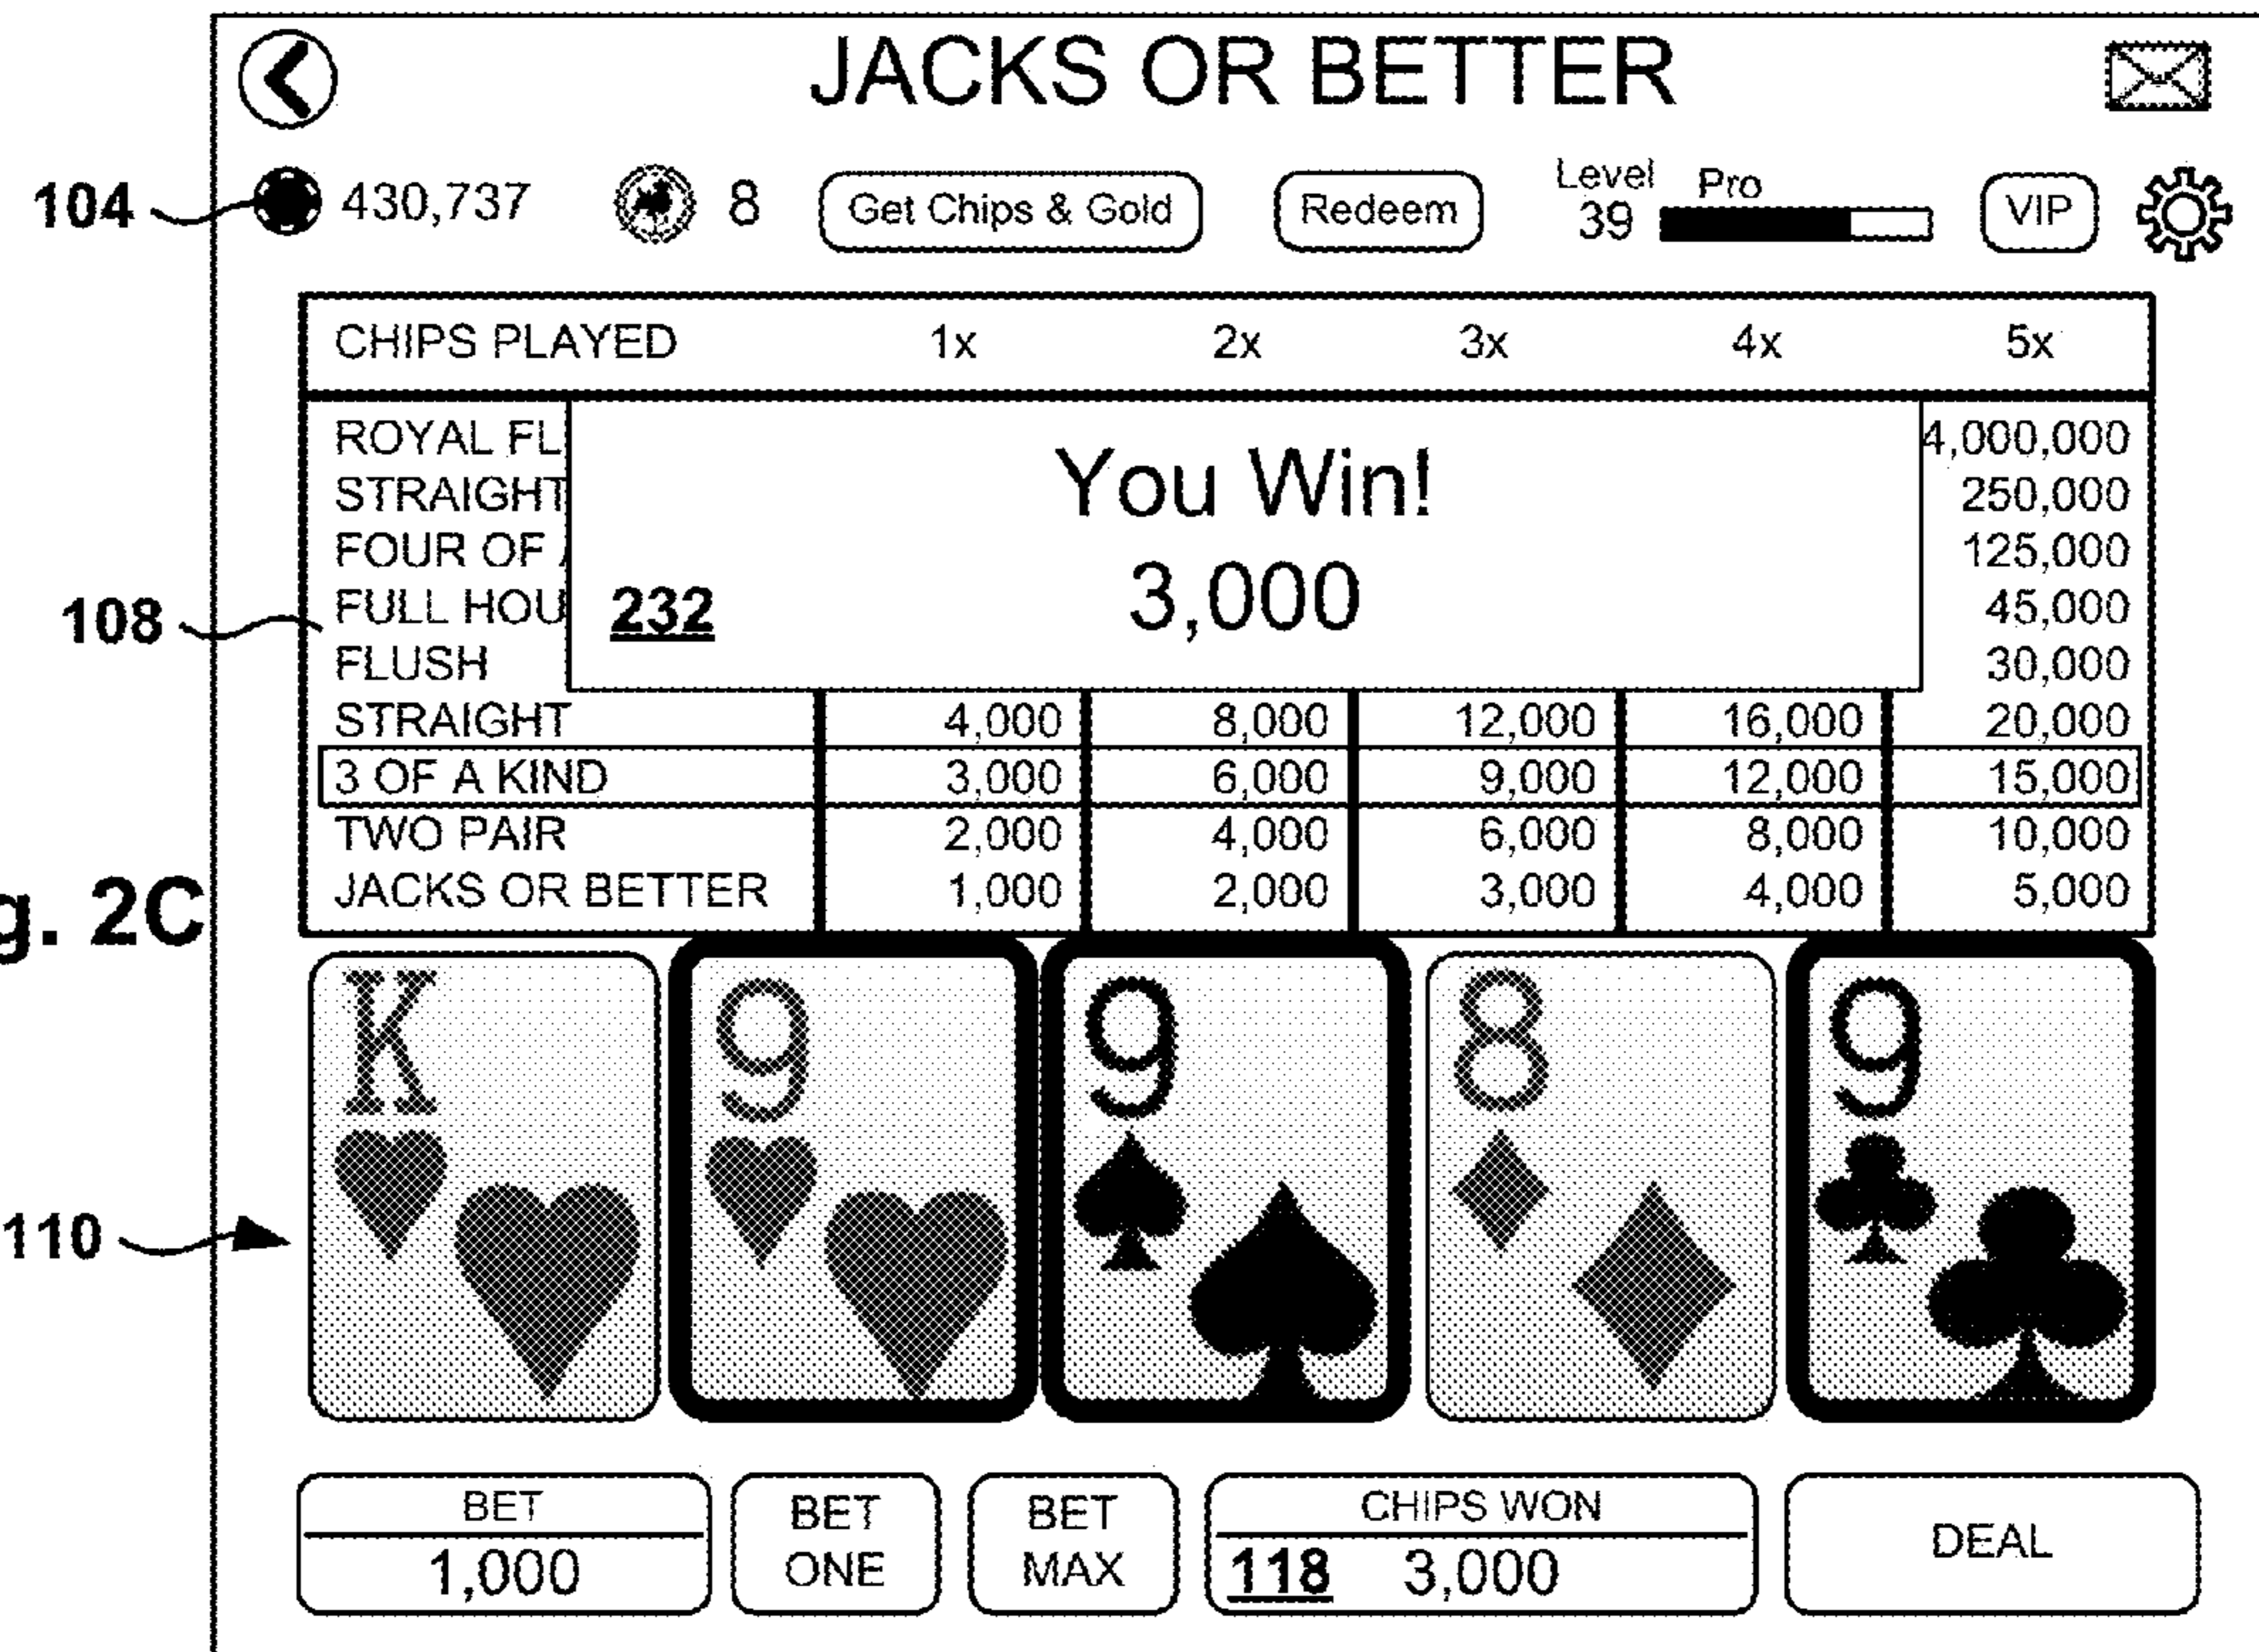 JACKS OR BETTER
104 430,737 8 Get Chips & Gold Redeem Level 39 Pro VIP
CHIPS PLAYED 1x 2x 3x 4x 5x
ROYAL FL 4,000,000
STRAIGHT 250,000
FOUR OF 125,000
FULL HOU 45,000
FLUSH 30,000
You Win!
3,000
232
108
STRAIGHT 4,000 8,000 12,000 16,000 20,000
3 OF A KIND 3,000 6,000 9,000 12,000 15,000
TWO PAIR 2,000 4,000 6,000 8,000 10,000
JACKS OR BETTER 1,000 2,000 3,000 4,000 5,000
g. 2C
K 9 9 8 9
110
BET
1,000
BET
ONE
BET
MAX
CHIPS WON
118 3,000
DEAL